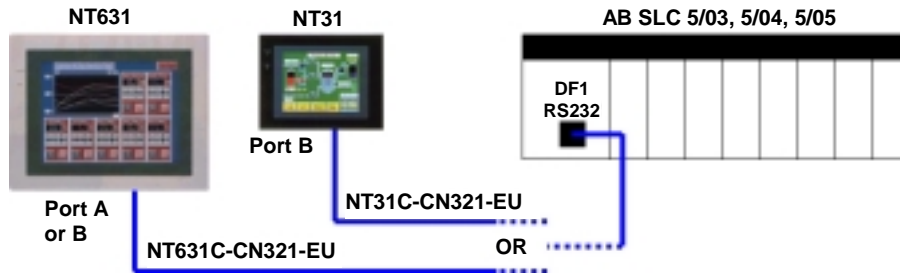 NT631
NT31
AB SLC 5/03, 5/04, 5/05
DF1
RS232
Port B
Port A
or B
NT31C-CN321-EU
OR
NT631C-CN321-EU